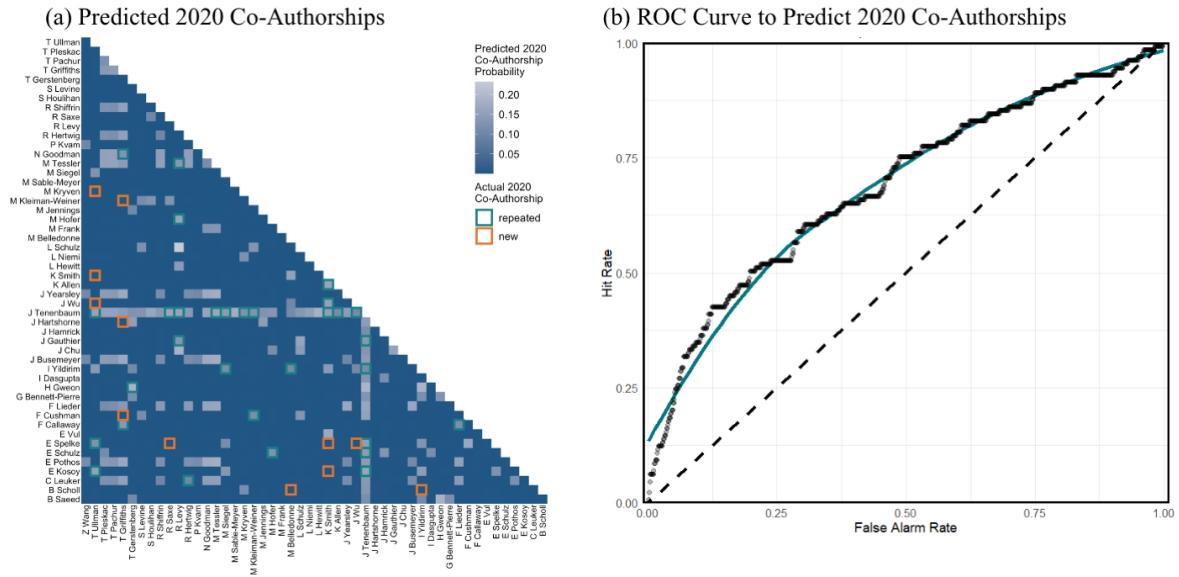 (a) Predicted 2020 Co-Authorships
T Ullman
T Pleskac
T Pachur
T Griffiths
T Gerstenberg
S Levine
S Houlihan
R Shiffrin
R Saxe
R Levy
R Hertwig
P Kvam
N Goodman
M Tessler
M Siegel
M Sable-Meyer
M Kryven
M Kleiman-Weiner
M Jennings
M Hofer
M Frank
M Belledonne
L Schulz
L Niemi
L Hewitt
K Smith
K Allen
J Yearsley
J Wu
J Tenenbaum
J Hartshorne
J Hamrick
J Gauthier
J Chu
J Busemeyer
I Yildirim
I Dasgupta
H Gweon
G Bennett-Pierre
F Lieder
F Cushman
F Callaway
E Vul
E Spelke
E Schulz
E Pothos
E Kosoy
C Leuker
B Scholl
B Saeed
Z Wang
T Ullman
T Pleskac
T Pachur
T Griffiths
T Gerstenberg
S Levine
S Houlihan
R Shiffrin
R Saxe
R Levy
R Hertwig
P Kvam
N Goodman
M Tessler
M Siegel
M Sable-Meyer
M Kryven
M Kleiman-Weiner
M Jennings
M Hofer
M Frank
M Belledonne
L Schulz
L Niemi
L Hewitt
K Smith
K Allen
J Yearsley
J Wu
J Tenenbaum
J Hartshorne
J Hamrick
J Gauthier
J Chu
J Busemeyer
I Yildirim
I Dasgupta
H Gweon
G Bennett-Pierre
F Lieder
F Cushman
F Callaway
E Vul
E Spelke
E Schulz
E Pothos
E Kosoy
C Leuker
B Scholl
Predicted 2020
Co-Authorship
Probability
0.20
0.15
0.10
0.05
Actual 2020
Co-Authorship
repeated
new
(b) ROC Curve to Predict 2020 Co-Authorships
1.00
0.75
0.50
0.25
0.00
Hit Rate
0.00
0.25
0.50
0.75
1.00
False Alarm Rate